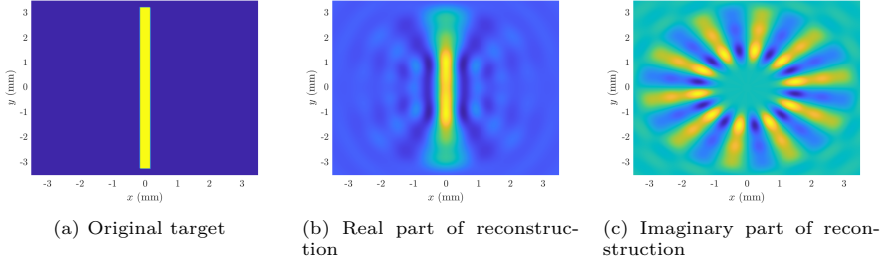 3
2
1
0
-1
-2
-3
y (mm)
-3 -2 -1 0 1 2 3
x (mm)
(a) Original target
3
2
1
0
-1
-2
-3
y (mm)
-3 -2 -1 0 1 2 3
x (mm)
(b) Real part of reconstruc-
tion
3
2
1
0
-1
-2
-3
y (mm)
-3 -2 -1 0 1 2 3
x (mm)
(c) Imaginary part of recon-
struction